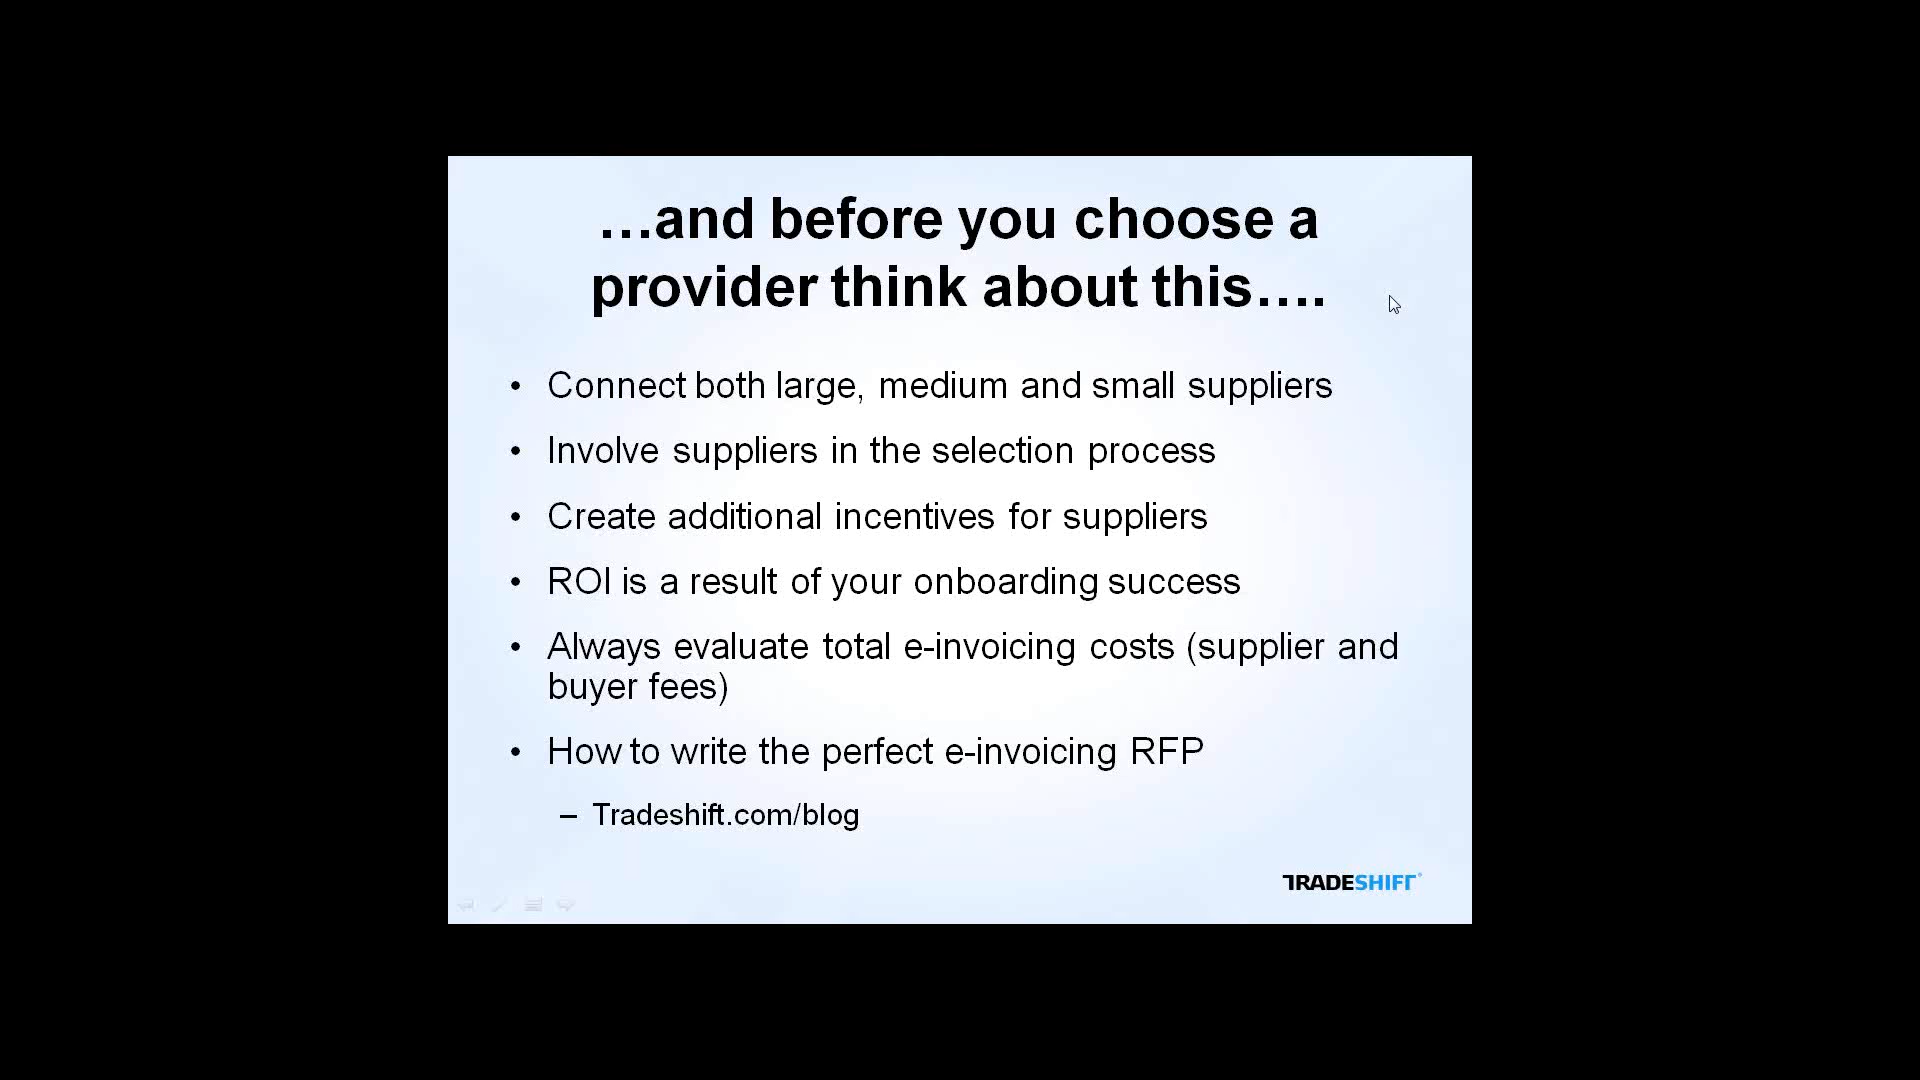 …and before you choose a
provider think about this….
• Connect both large, medium and small suppliers
• Involve suppliers in the selection process
• Create additional incentives for suppliers
• ROI is a result of your onboarding success
• Always evaluate total e-invoicing costs (supplier and
buyer fees)
• How to write the perfect e-invoicing RFP
– Tradeshift.com/blog
TRADESHIFT